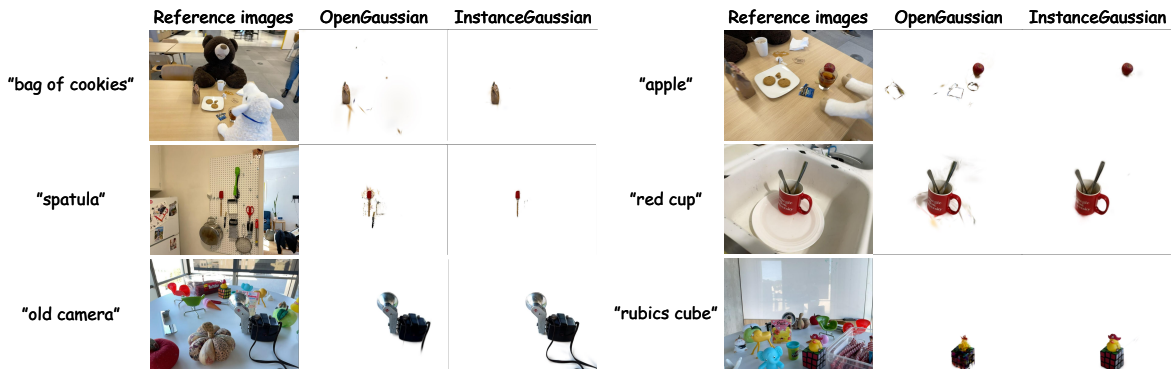 Reference images OpenGaussian InstanceGaussian Reference images OpenGaussian InstanceGaussian
"bag of cookies" "apple"
"spatula" "red cup"
"old camera" "rubics cube"